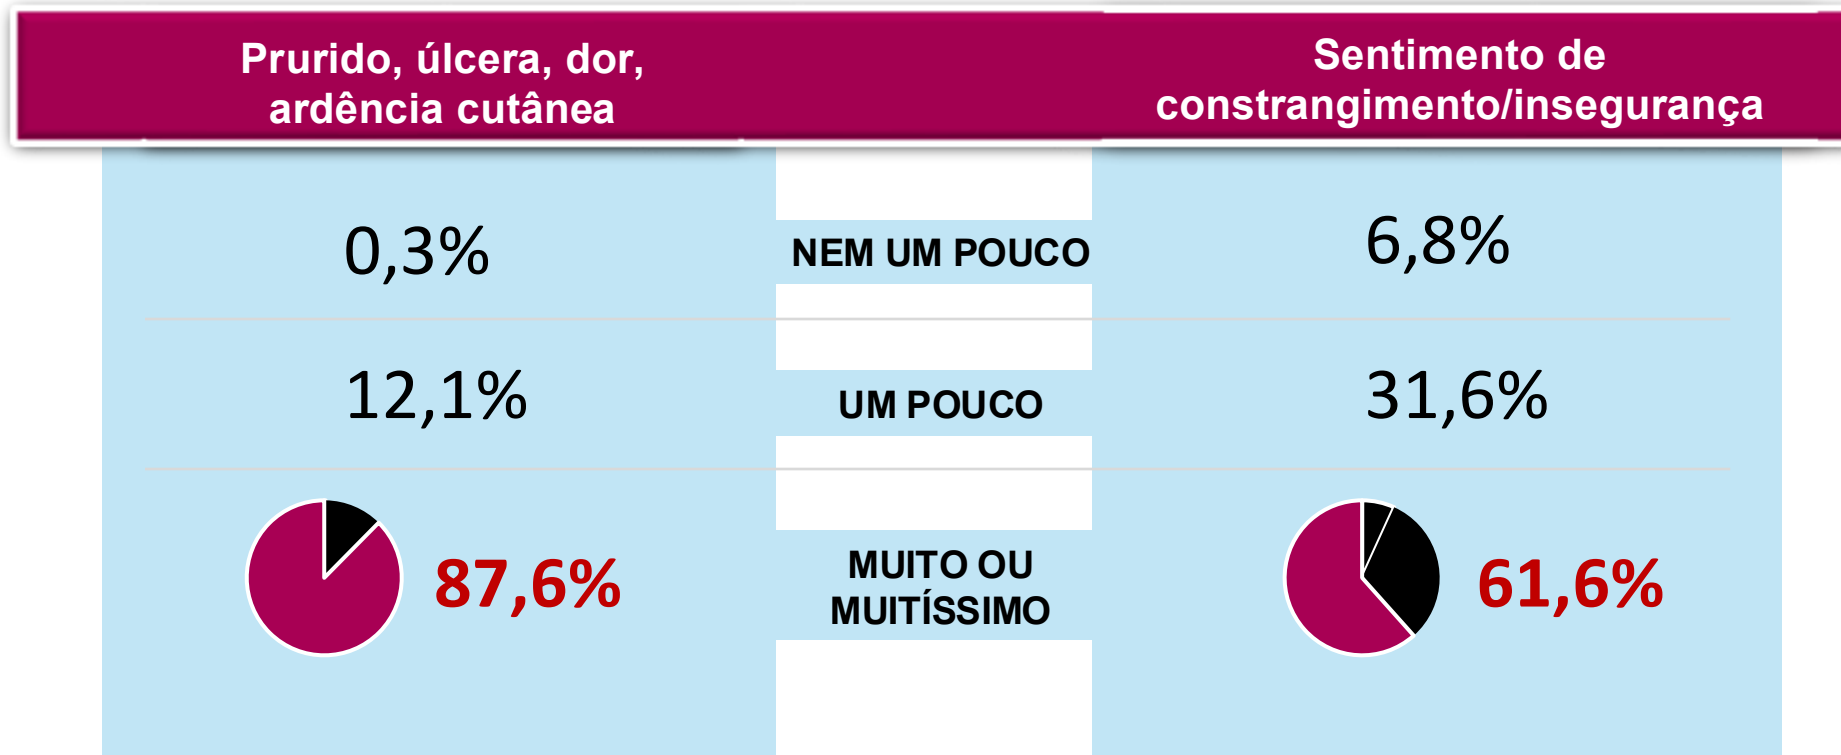 Prurido, úlcera, dor,
ardência cutânea
Sentimento de
constrangimento/insegurança
0,3%
NEM UM POUCO
6,8%
12,1%
UM POUCO
31,6%
87,6%
MUITO OU
MUITÍSSIMO
61,6%